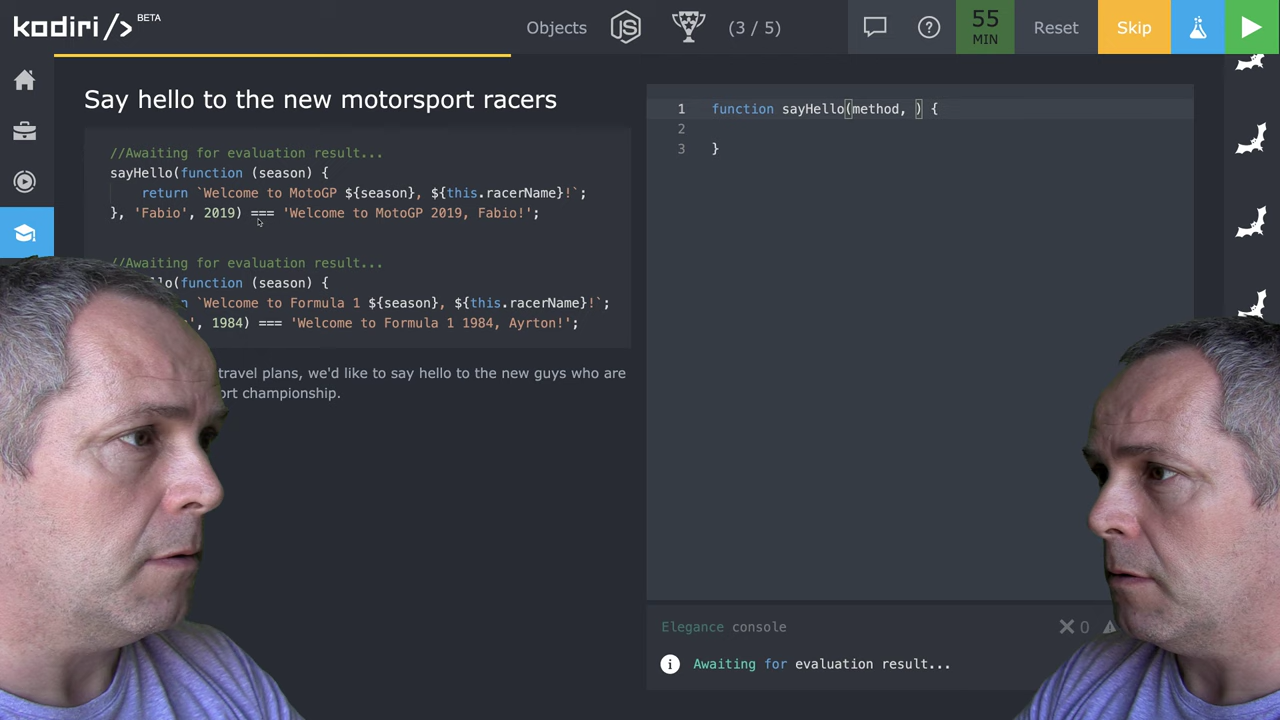 kodiri /> BETA
Objects
JS
(3 / 5)
55
MIN
Reset
Skip
Say hello to the new motorsport racers
//Awaiting for evaluation result...
sayHello(function (season) {
return `Welcome to MotoGP ${season}, ${this.racerName}!`;
}, 'Fabio', 2019) === 'Welcome to MotoGP 2019, Fabio!';
//Awaiting for evaluation result...
llo(function (season) {
`Welcome to Formula 1 ${season}, ${this.racerName}!`;
', 1984) === 'Welcome to Formula 1 1984, Ayrton!';
travel plans, we'd like to say hello to the new guys who are
ort championship.
1 function sayHello(method, ) {
2
3 }
Elegance console
0
Awaiting for evaluation result...